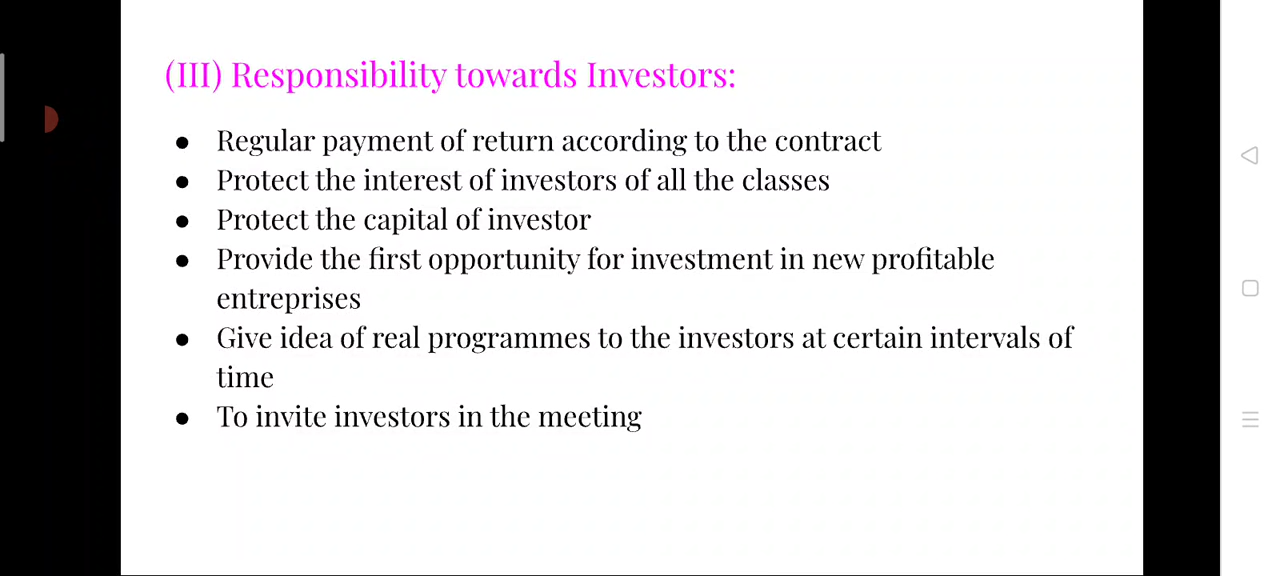 (III) Responsibility towards Investors:
● Regular payment of return according to the contract
● Protect the interest of investors of all the classes
● Protect the capital of investor
● Provide the first opportunity for investment in new profitable
entreprises
● Give idea of real programmes to the investors at certain intervals of
time
● To invite investors in the meeting